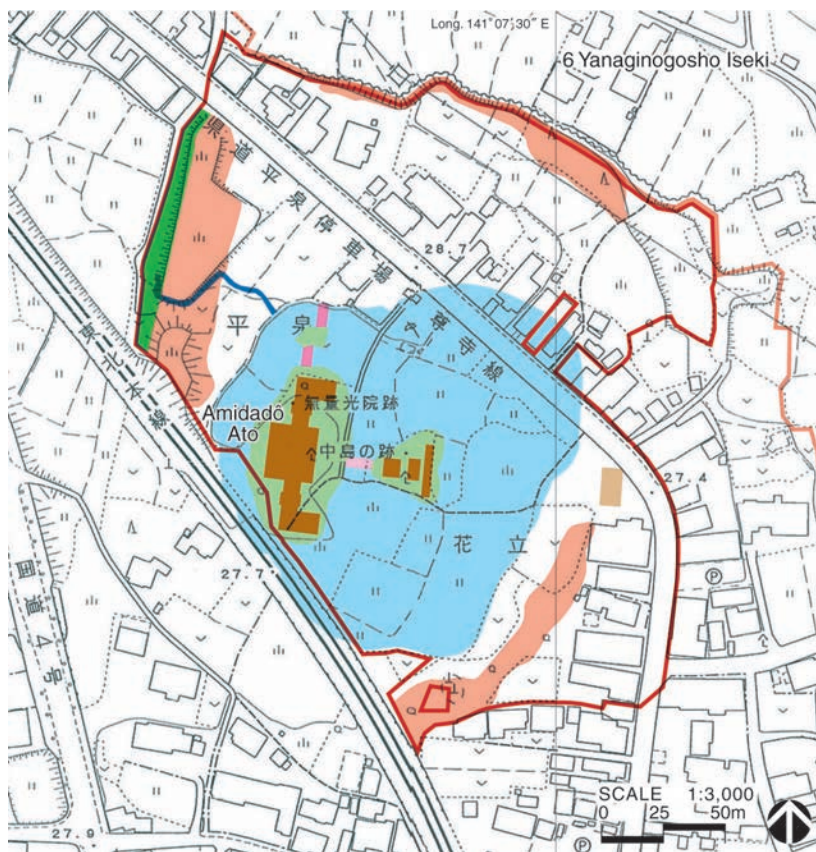 Long. 141° 07′ 30″ E
6 Yanaginogosho Iseki
県道平泉停車場中尊寺線
28.7
平泉
無量光院跡
Amidadō
Ato
中島の跡
東北本線
27.4
花立
27.7
国道4号
P
SCALE 1:3,000
0 25 50m
27.9
P